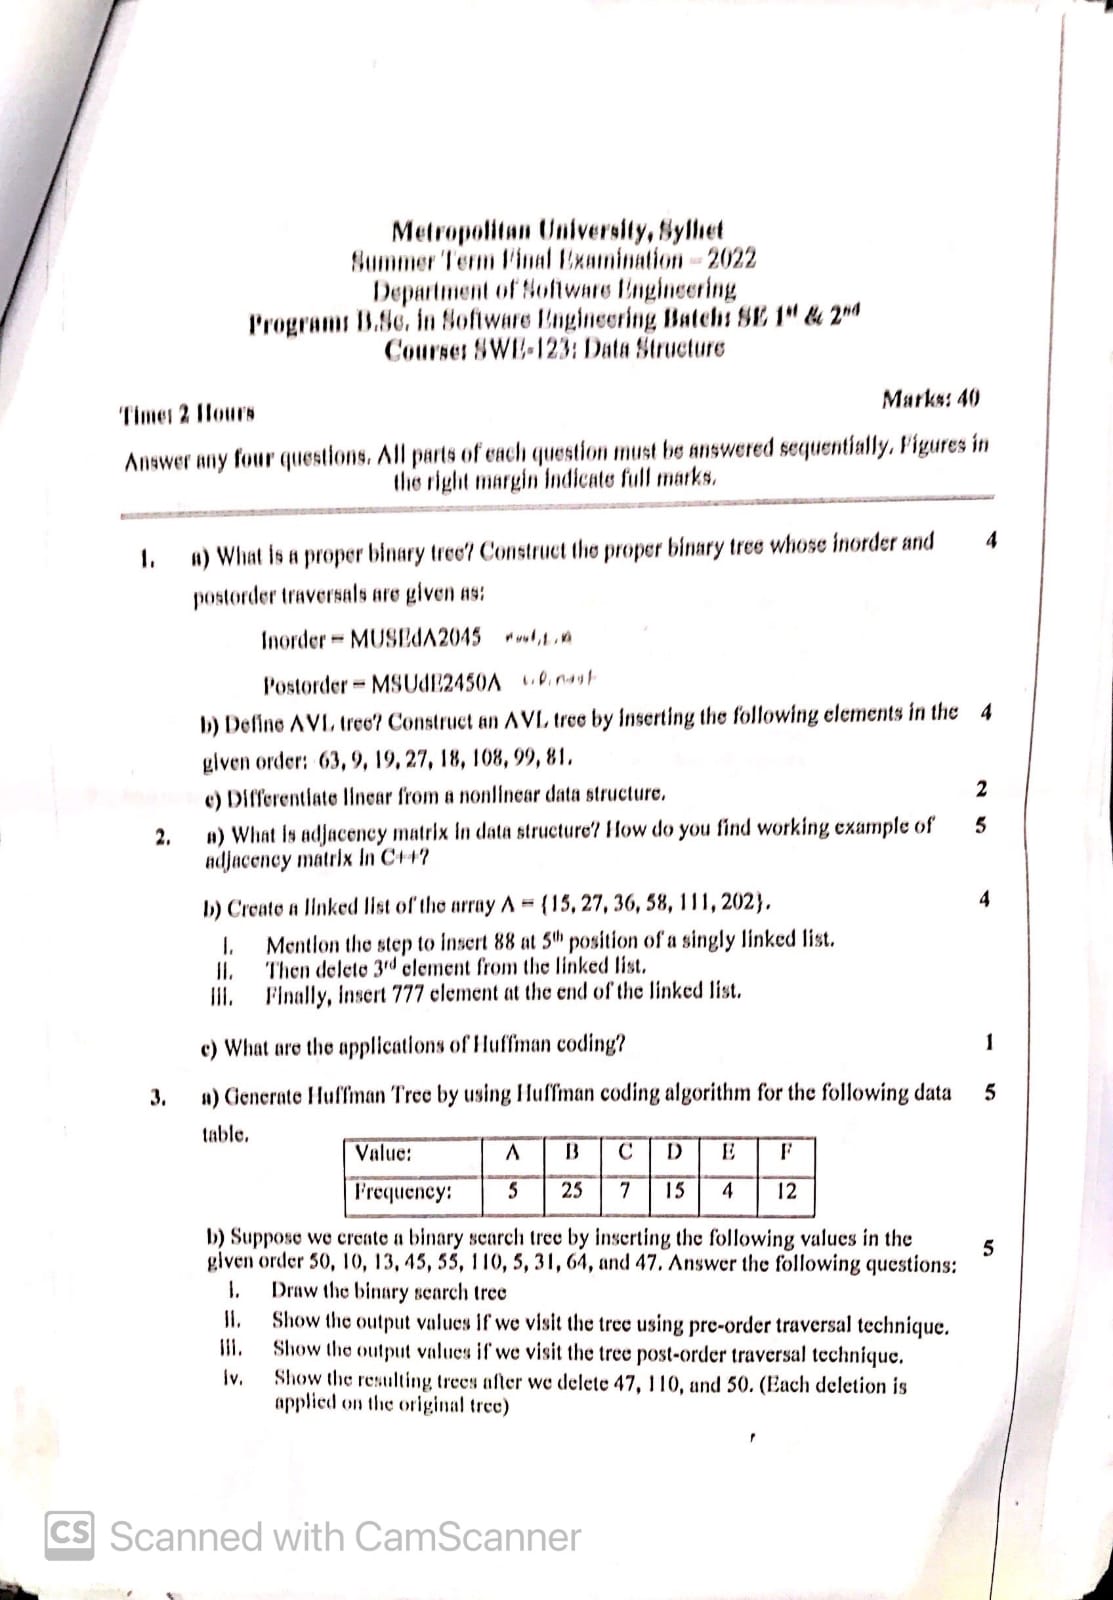 Metropolitan University, Sylhet
Summer Term Final Examination – 2022
Department of Software Engineering
Program: B.Sc. in Software Engineering Batch: SE 1st & 2nd
Course: SWE-123: Data Structure
Time: 2 Hours
Marks: 40
Answer any four questions. All parts of each question must be answered sequentially. Figures in
the right margin indicate full marks.
1. a) What is a proper binary tree? Construct the proper binary tree whose inorder and 4
postorder traversals are given as:
Inorder = MUSEdA2045
Postorder = MSUdE2450A
b) Define AVL tree? Construct an AVL tree by inserting the following elements in the 4
given order: 63, 9, 19, 27, 18, 108, 99, 81.
c) Differentiate linear from a nonlinear data structure. 2
2. a) What is adjacency matrix in data structure? How do you find working example of 5
adjacency matrix in C++?
b) Create a linked list of the array A = {15, 27, 36, 58, 111, 202}. 4
I. Mention the step to insert 88 at 5th position of a singly linked list.
II. Then delete 3rd element from the linked list.
III. Finally, insert 777 element at the end of the linked list.
c) What are the applications of Huffman coding? 1
3. a) Generate Huffman Tree by using Huffman coding algorithm for the following data 5
table.
Value: A B C D E F
Frequency: 5 25 7 15 4 12
b) Suppose we create a binary search tree by inserting the following values in the
given order 50, 10, 13, 45, 55, 110, 5, 31, 64, and 47. Answer the following questions: 5
i. Draw the binary search tree
ii. Show the output values if we visit the tree using pre-order traversal technique.
iii. Show the output values if we visit the tree post-order traversal technique.
iv. Show the resulting trees after we delete 47, 110, and 50. (Each deletion is
applied on the original tree)
CS Scanned with CamScanner